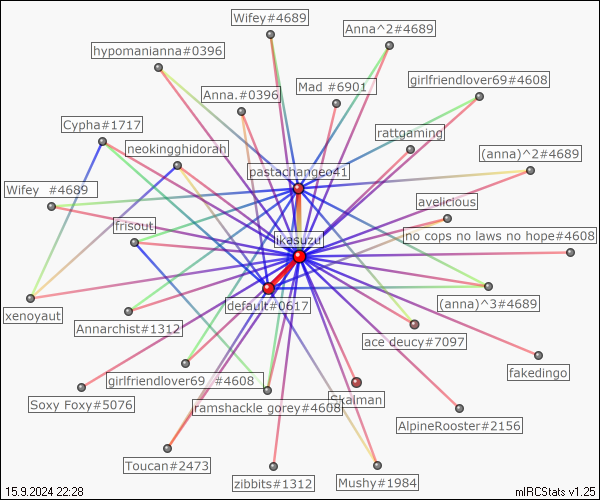 Wifey#4689
Anna^2#4689
hypomanianna#0396
girlfriendlover69#4608
Mad #6901
Anna.#0396
Cypha#1717
rattgaming
neokingghidorah
(anna)^2#4689
pastachangeo41
Wifey #4689
avelicious
frisout
no cops no laws no hope#4608
ikasuzu
(anna)^3#4689
default#0617
xenoyaut
Annarchist#1312
ace deucy#7097
fakedingo
girlfriendlover69 #4608
Skaiman
Soxy Foxy#5076
ramshackle gorey#4608
AlpineRooster#2156
Toucan#2473
zibbits#1312
Mushy#1984
15.9.2024 22:28
mIRCStats v1.25